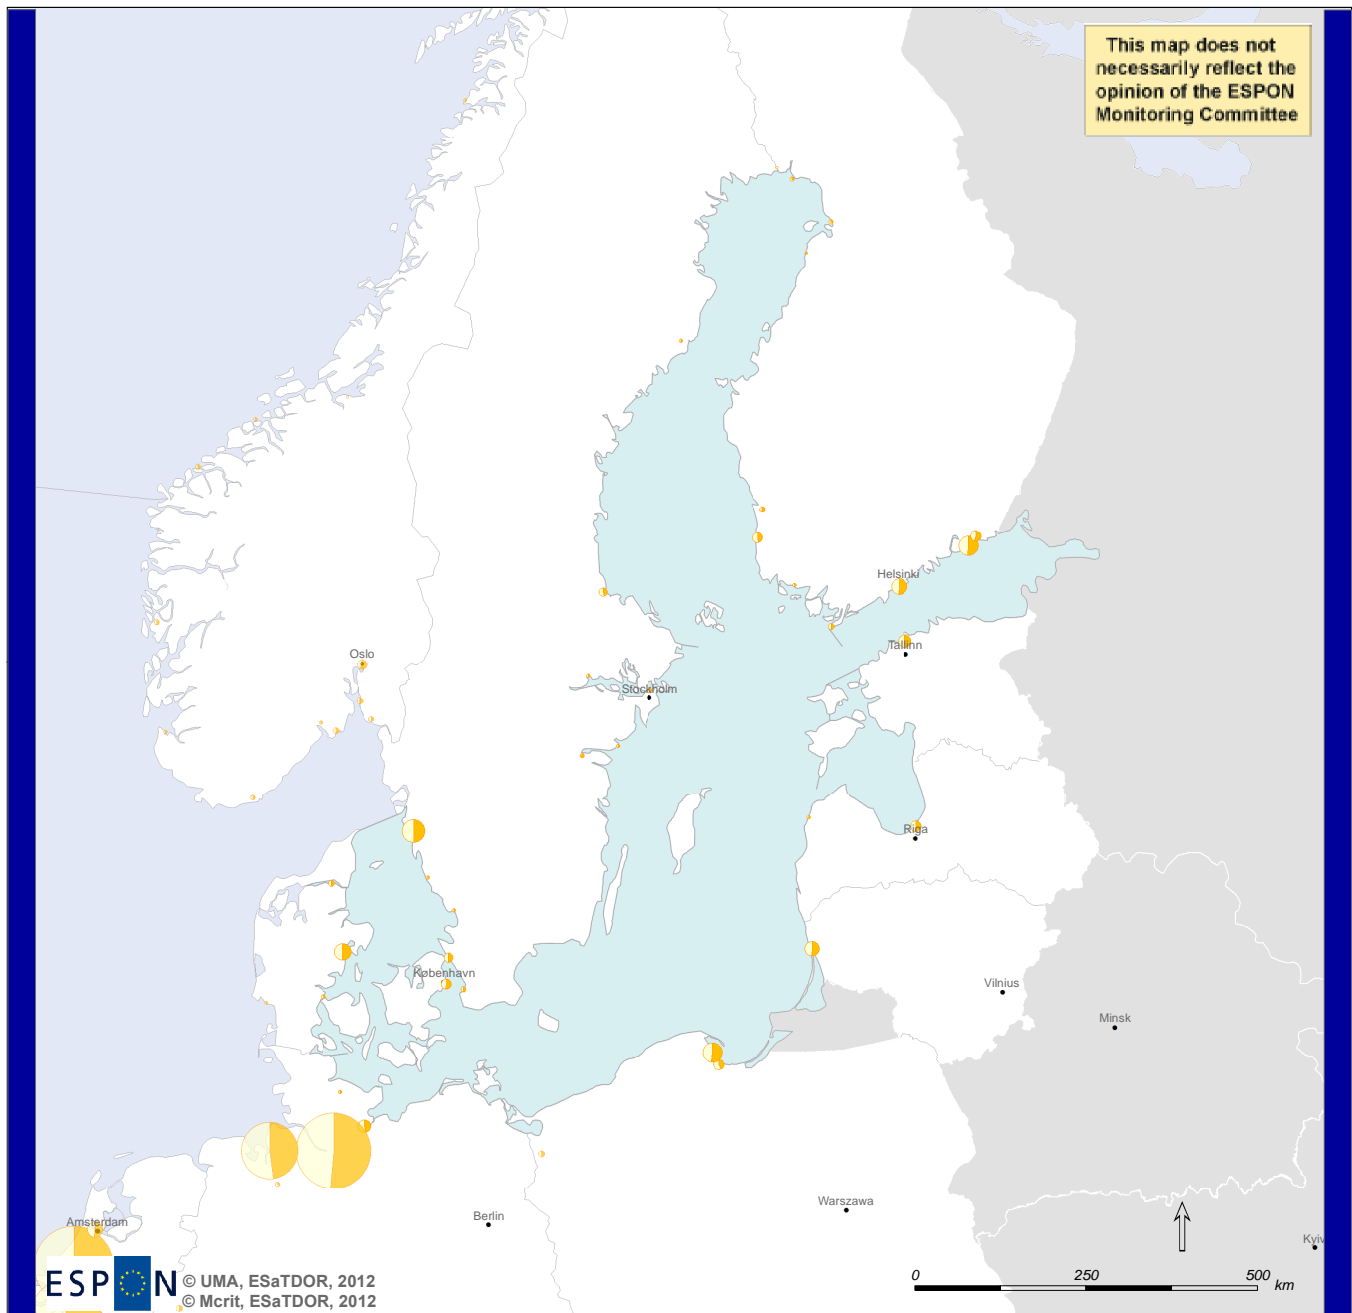 This map does not
necessarily reflect the
opinion of the ESPON
Monitoring Committee
Helsinki
Tallinn
Oslo
Stockholm
Riga
København
Vilnius
Minsk
Warszawa
Amsterdam
Berlin
Kyiv
ESPON
© UMA, ESaTDOR, 2012
© Mcrit, ESaTDOR, 2012
0 250 500 km